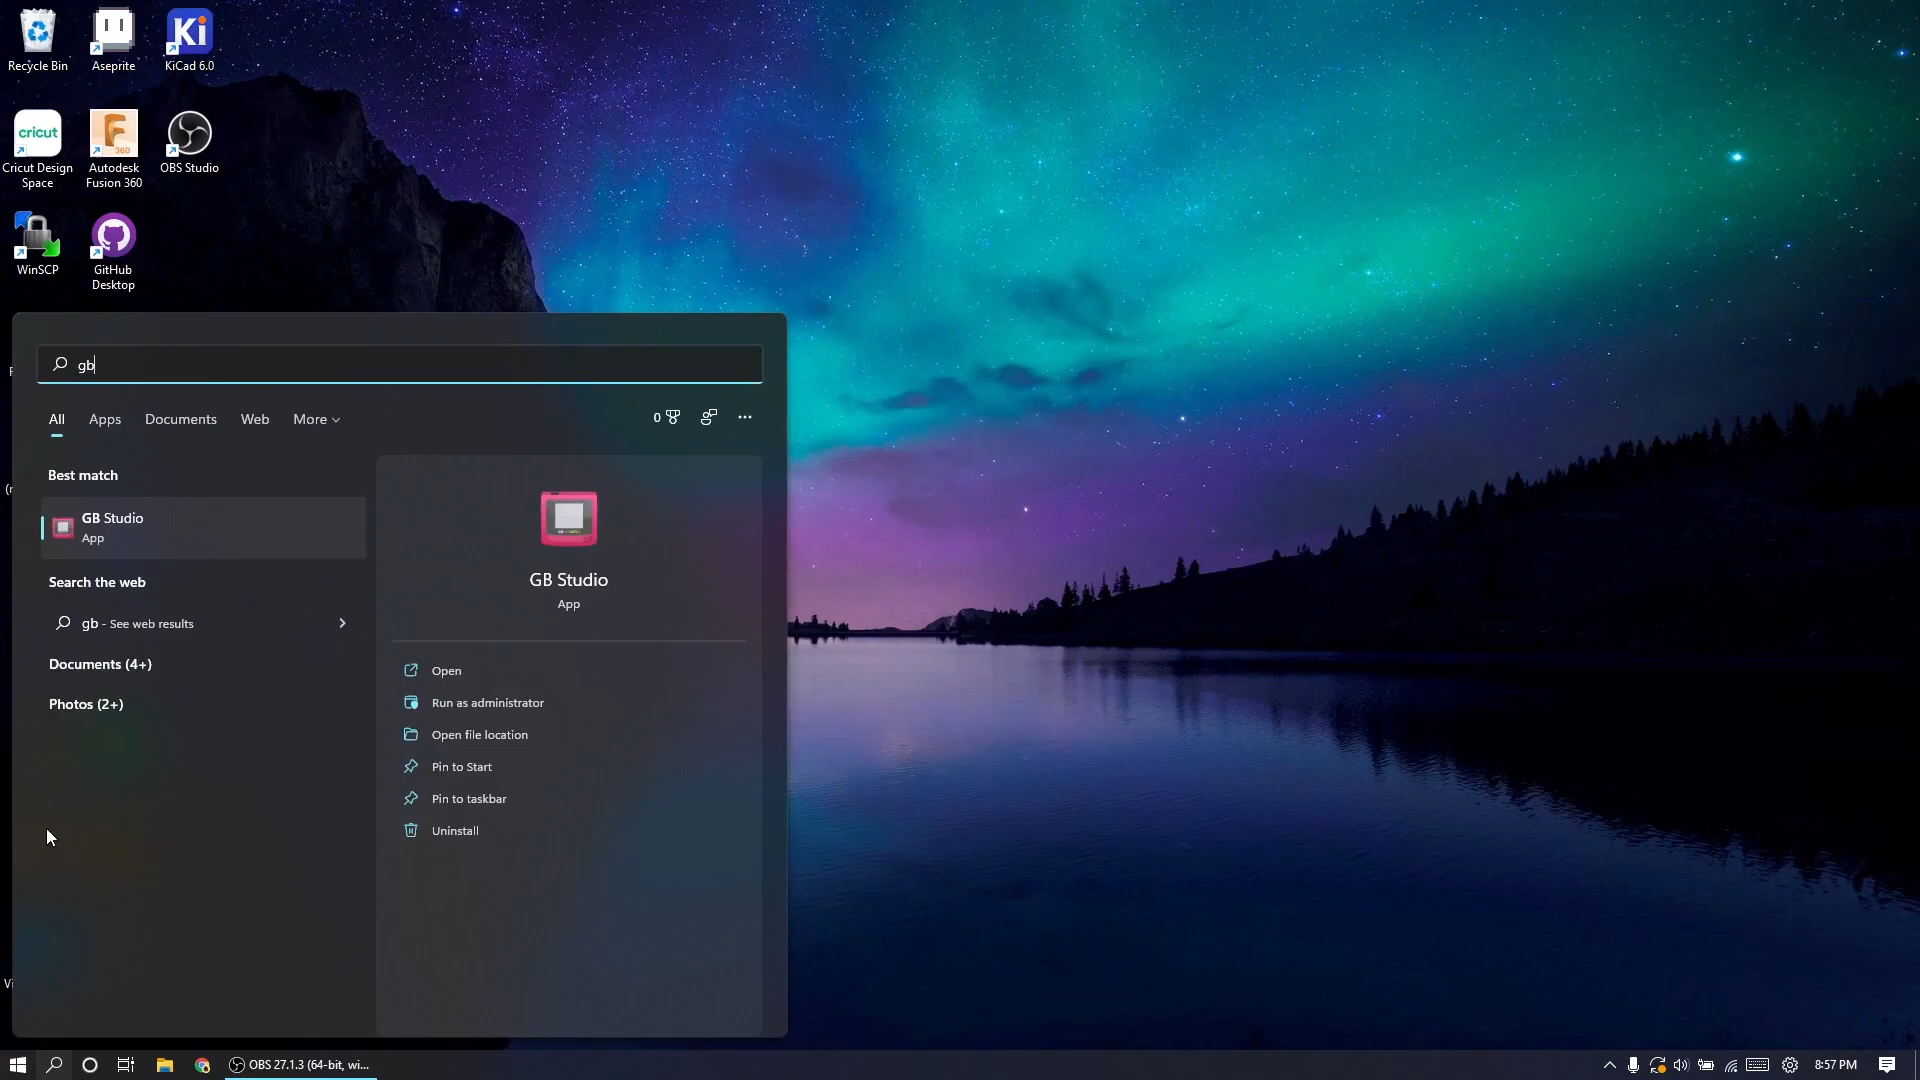 Recycle Bin
Aseprite
Ki
KiCad 6.0
cricut
Cricut Design
Space
F
360
Autodesk
Fusion 360
OBS Studio
WinSCP
GitHub
Desktop
gb
All
Apps
Documents
Web
More
0
Best match
GB Studio
App
Search the web
gb - See web results
Documents (4+)
Photos (2+)
GB Studio
App
Open
Run as administrator
Open file location
Pin to Start
Pin to taskbar
Uninstall
OBS 27.1.3 (64-bit, wi...
8:57 PM